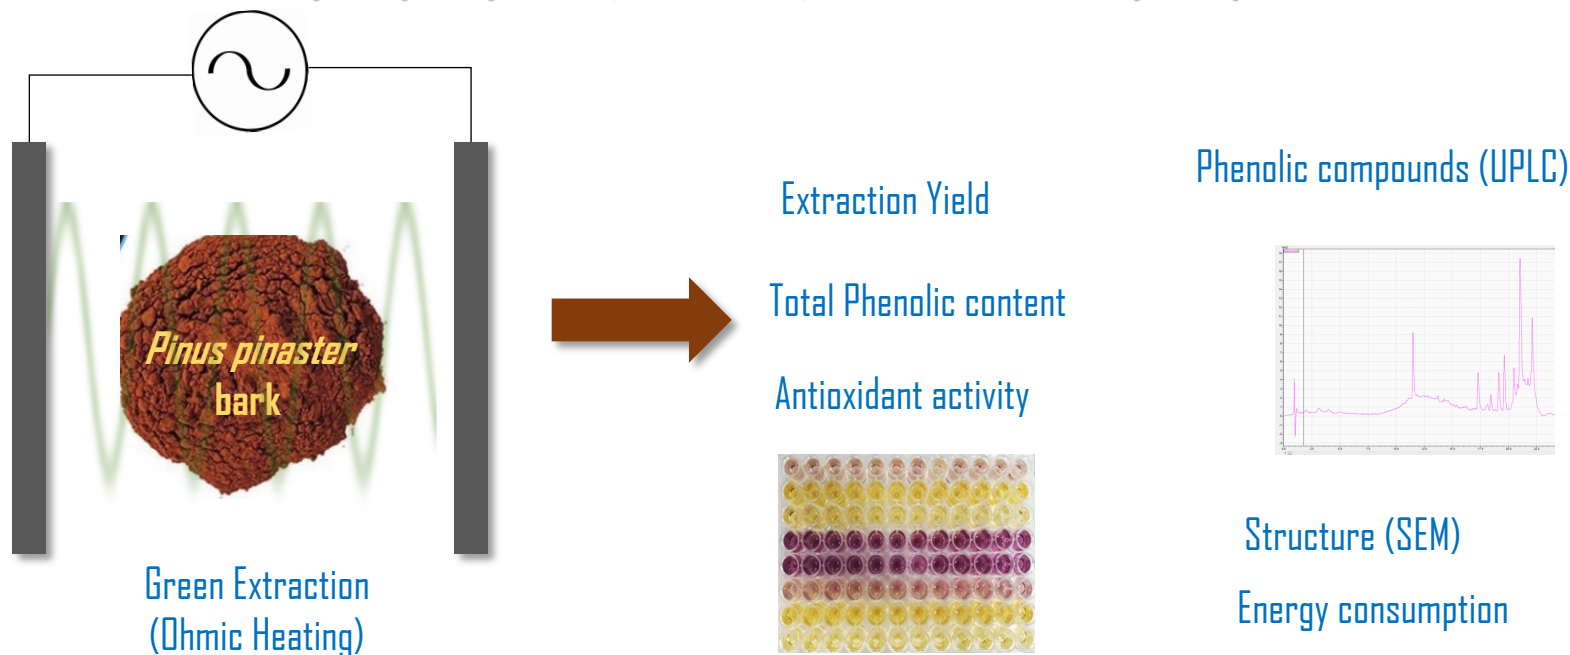 Pinus pinaster
bark
Green Extraction
(Ohmic Heating)
Extraction Yield
Total Phenolic content
Antioxidant activity
Phenolic compounds (UPLC)
Structure (SEM)
Energy consumption